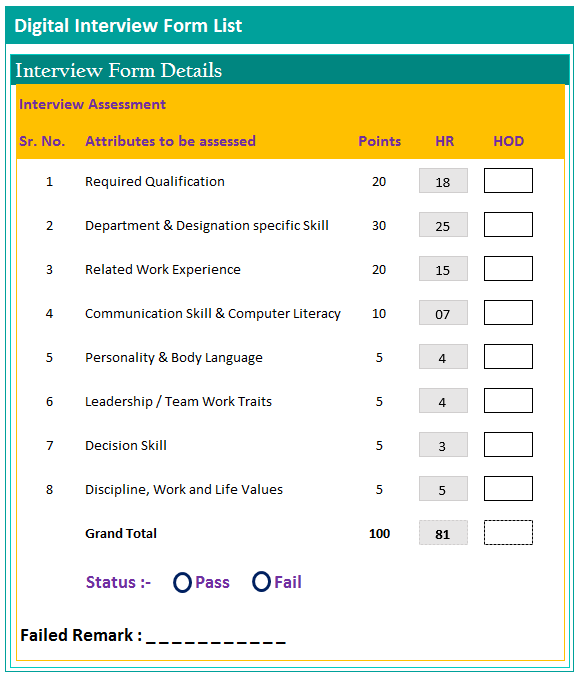 Digital Interview Form List
Interview Form Details
Interview Assessment
Sr. No. Attributes to be assessed Points HR HOD
1 Required Qualification 20 18
2 Department & Designation specific Skill 30 25
3 Related Work Experience 20 15
4 Communication Skill & Computer Literacy 10 07
5 Personality & Body Language 5 4
6 Leadership / Team Work Traits 5 4
7 Decision Skill 5 3
8 Discipline, Work and Life Values 5 5
Grand Total 100 81
Status :- Pass Fail
Failed Remark : _ _ _ _ _ _ _ _ _ _ _